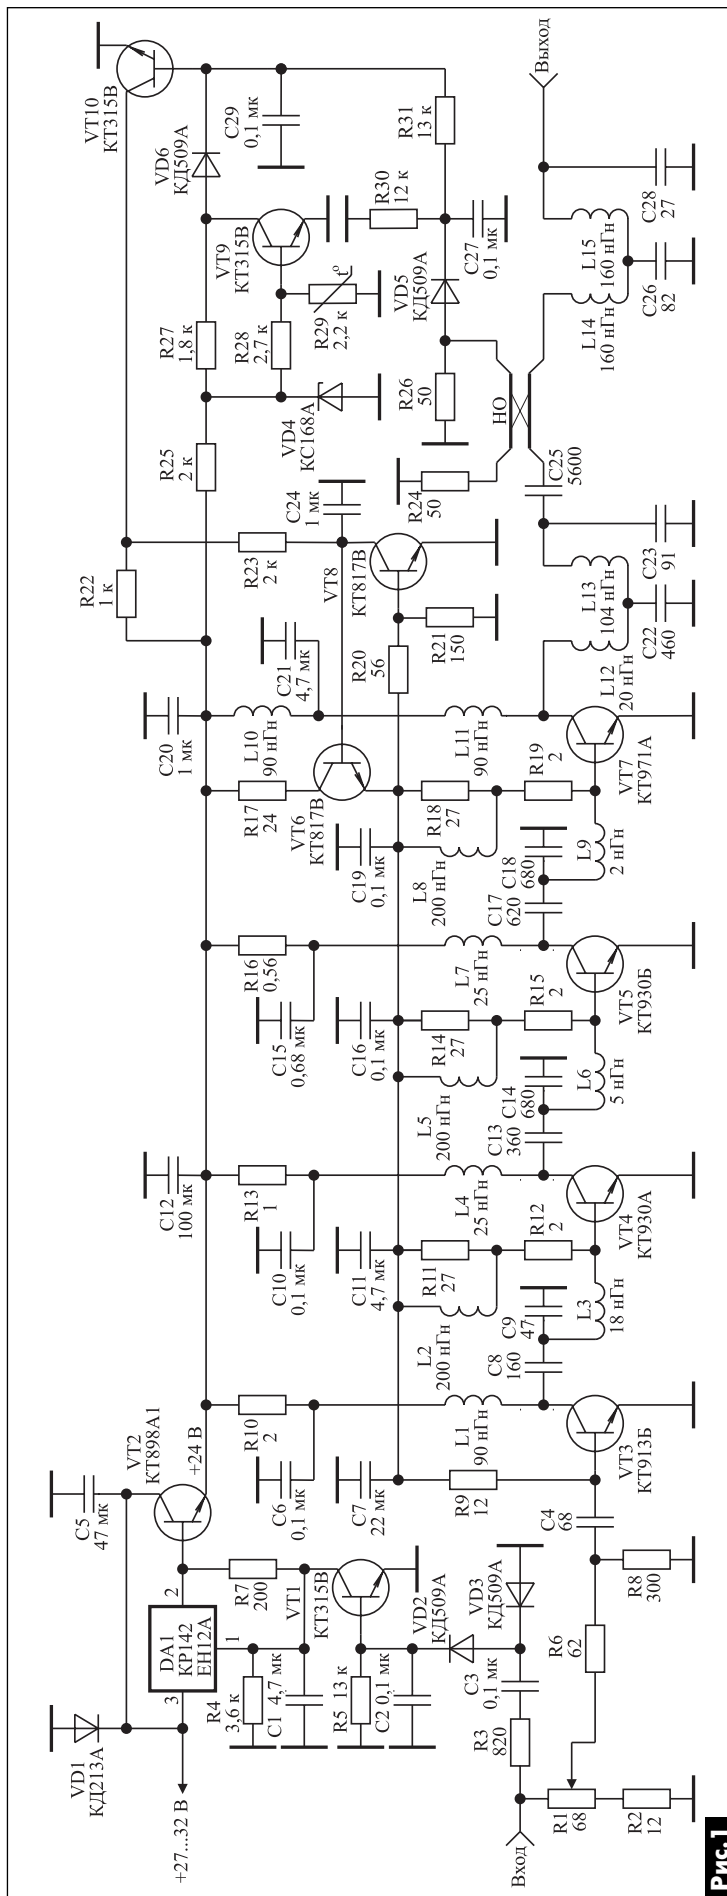 VD1
КД213А
+27...32 В
DA1
КР142
ЕН12А
3
2
1
C5
47 мк
VT2
КТ898А1
+24 В
R7
200
VT1
КТ315В
R4
3,6 к
C1 4,7 мк
R5 13 к
C2 0,1 мк
VD2
КД509А
VD3
КД509А
C3
0,1 мк
R3
820
Вход
R1
68
R2
12
R6
62
R8
300
C4
68
R10
2
C6
0,1 мк
C7
22 мк
R9
12
L1
90 нГн
VT3
КТ913Б
C8
160
C9
47
L3
18 нГн
L2
200 нГн
R11
27
R12
2
C12
100 мк
R13
1
C10
0,1 мк
C11
4,7 мк
L4
25 нГн
VT4
КТ930А
C13
360
C14
680
L6
5 нГн
L5
200 нГн
R14
27
R15
2
R16
0,56
C15
0,68 мк
C16
0,1 мк
L7
25 нГн
VT5
КТ930Б
C17
620
C18
680
L9
2 нГн
L8
200 нГн
R18
27
R19
2
C19
0,1 мк
R17
24
VT6
КТ817В
C20
1 мк
L10
90 нГн
C21
4,7 мк
L11
90 нГн
VT7
КТ971А
R20
56
R21
150
VT8
КТ817В
R22
1 к
R23
2 к
C24
1 мк
L12
20 нГн
L13
104 нГн
C22
460
C23
91
C25
5600
R24
50
НО
R26
50
R25
2 к
R27
1,8 к
R28
2,7 к
VD4
КС168А
R29
2,2 к
t°
VT9
КТ315В
VD5
КД509А
VD6
КД509А
R30
12 к
C27
0,1 мк
R31
13 к
C29
0,1 мк
VT10
КТ315В
L14
160 нГн
L15
160 нГн
C26
82
C28
27
Выход
Рис. 1